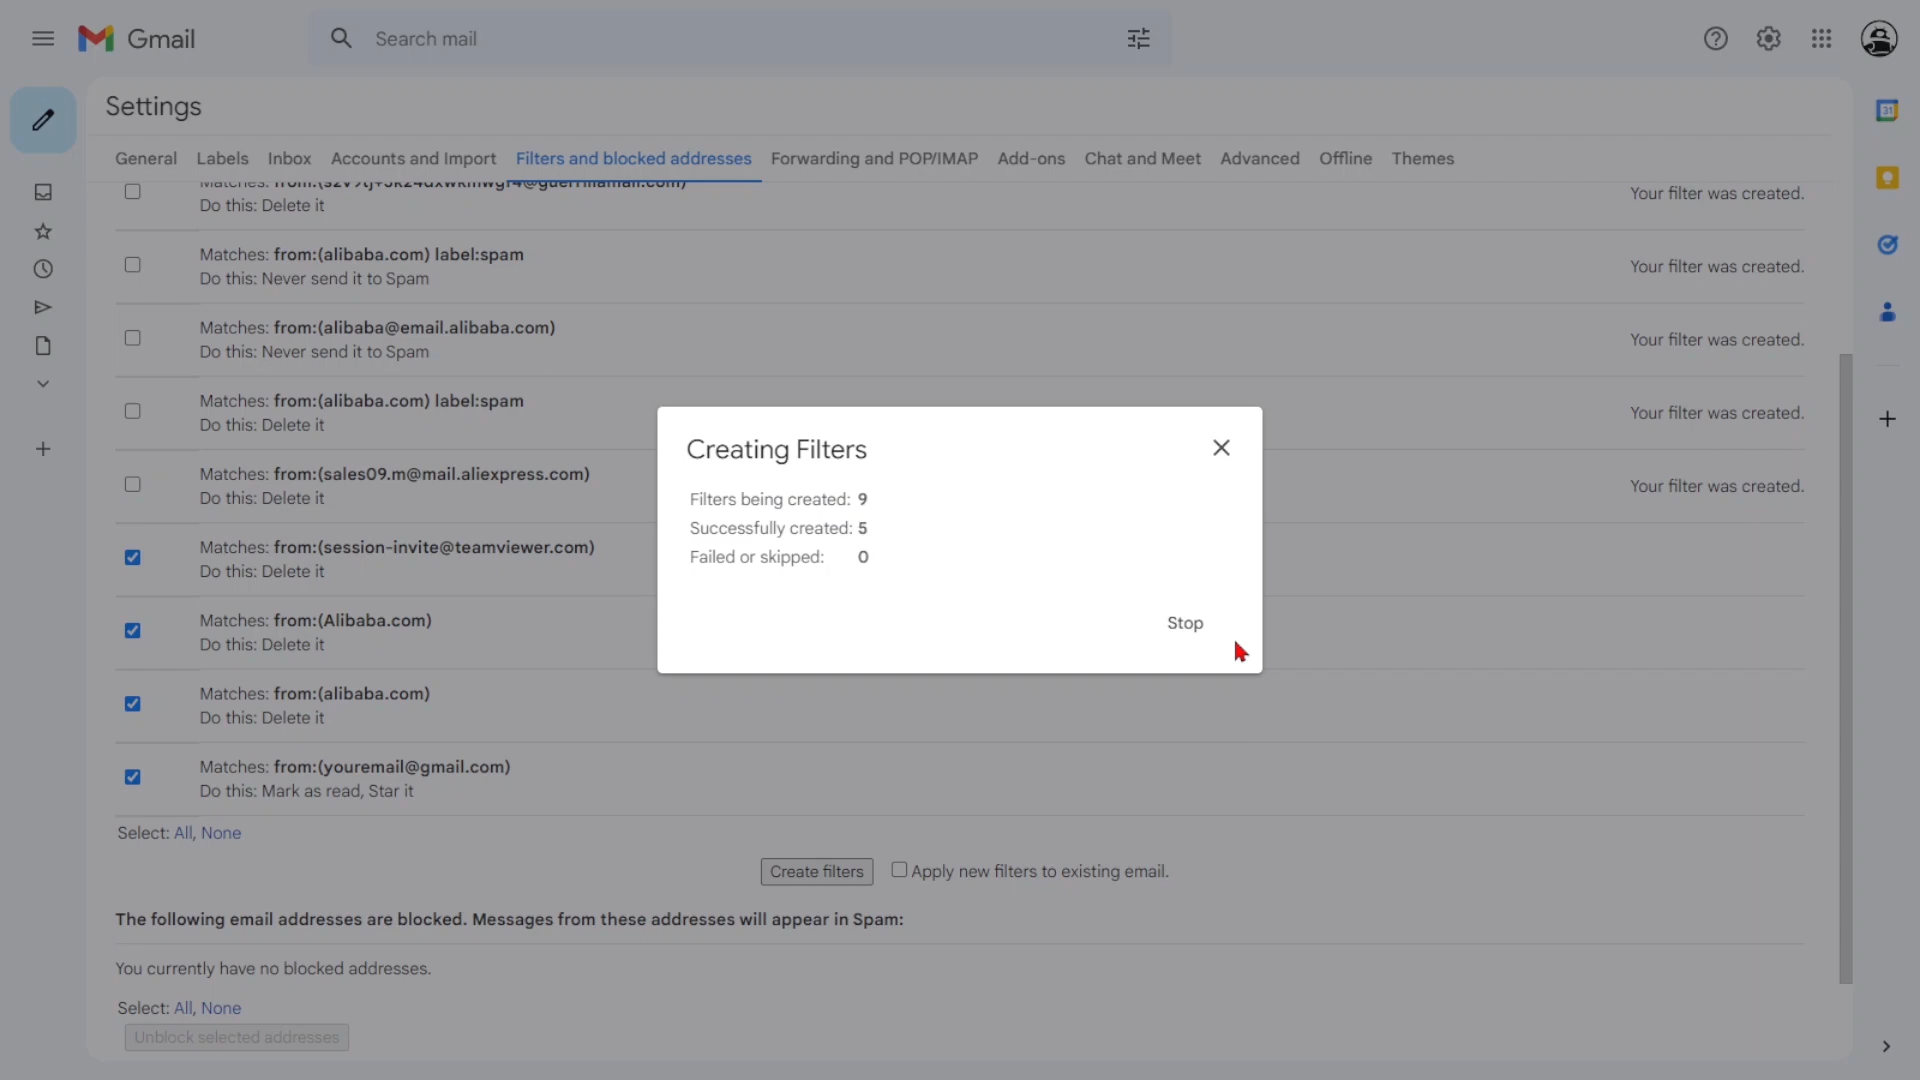 Gmail
Search mail
Settings
General Labels Inbox Accounts and Import Filters and blocked addresses Forwarding and POP/IMAP Add-ons Chat and Meet Advanced Offline Themes
Do this: Delete it
Your filter was created.
Matches: from:(alibaba.com) label:spam
Do this: Never send it to Spam
Your filter was created.
Matches: from:(alibaba@email.alibaba.com)
Do this: Never send it to Spam
Your filter was created.
Matches: from:(alibaba.com) label:spam
Do this: Delete it
Your filter was created.
Matches: from:(sales09.m@mail.aliexpress.com)
Do this: Delete it
Your filter was created.
Matches: from:(session-invite@teamviewer.com)
Do this: Delete it
Matches: from:(Alibaba.com)
Do this: Delete it
Matches: from:(alibaba.com)
Do this: Delete it
Matches: from:(youremail@gmail.com)
Do this: Mark as read, Star it
Creating Filters
Filters being created: 9
Successfully created: 5
Failed or skipped: 0
Stop
Select: All, None
Create filters Apply new filters to existing email.
The following email addresses are blocked. Messages from these addresses will appear in Spam:
You currently have no blocked addresses.
Select: All, None
Unblock selected addresses
31